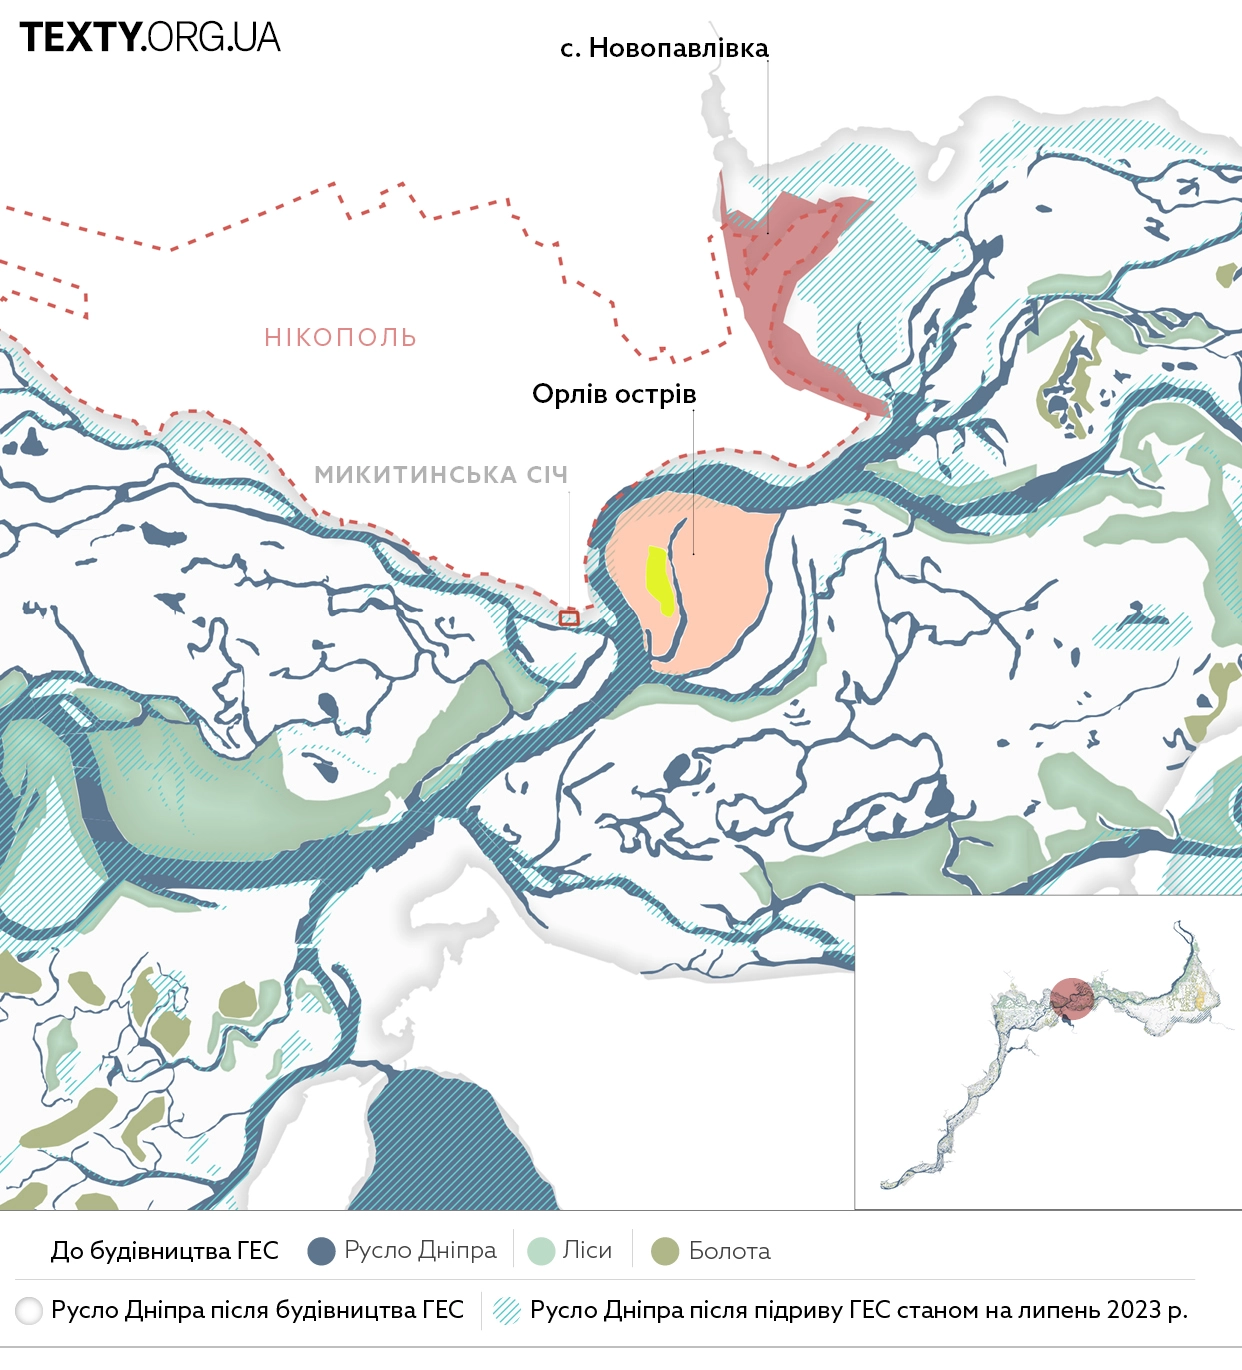 TEXTY.ORG.UA
с. Новопавлівка
НІКОПОЛЬ
Орлів острів
МИКИТИНСЬКА СІЧ
До будівництва ГЕС
Русло Дніпра
Ліси
Болота
Русло Дніпра після будівництва ГЕС
Русло Дніпра після підриву ГЕС станом на липень 2023 р.